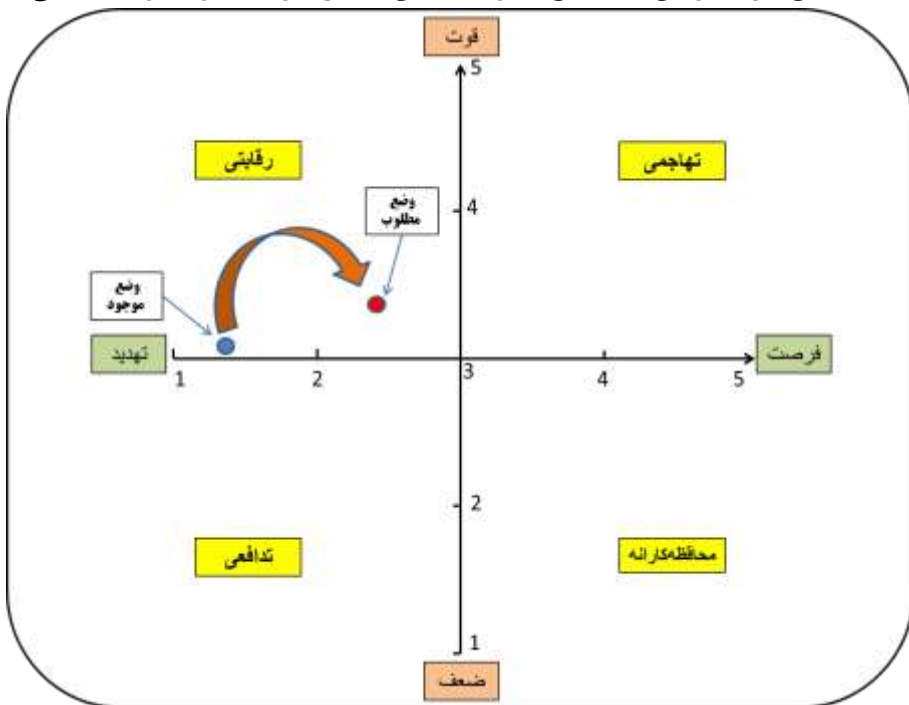 قوت
5
رقابتی
تهاجمی
وضع
مطلوب
4
وضع
موجود
تهدید
فرصت
1
2
3
4
5
2
تدافعی
محافظه‌کارانه
1
ضعف